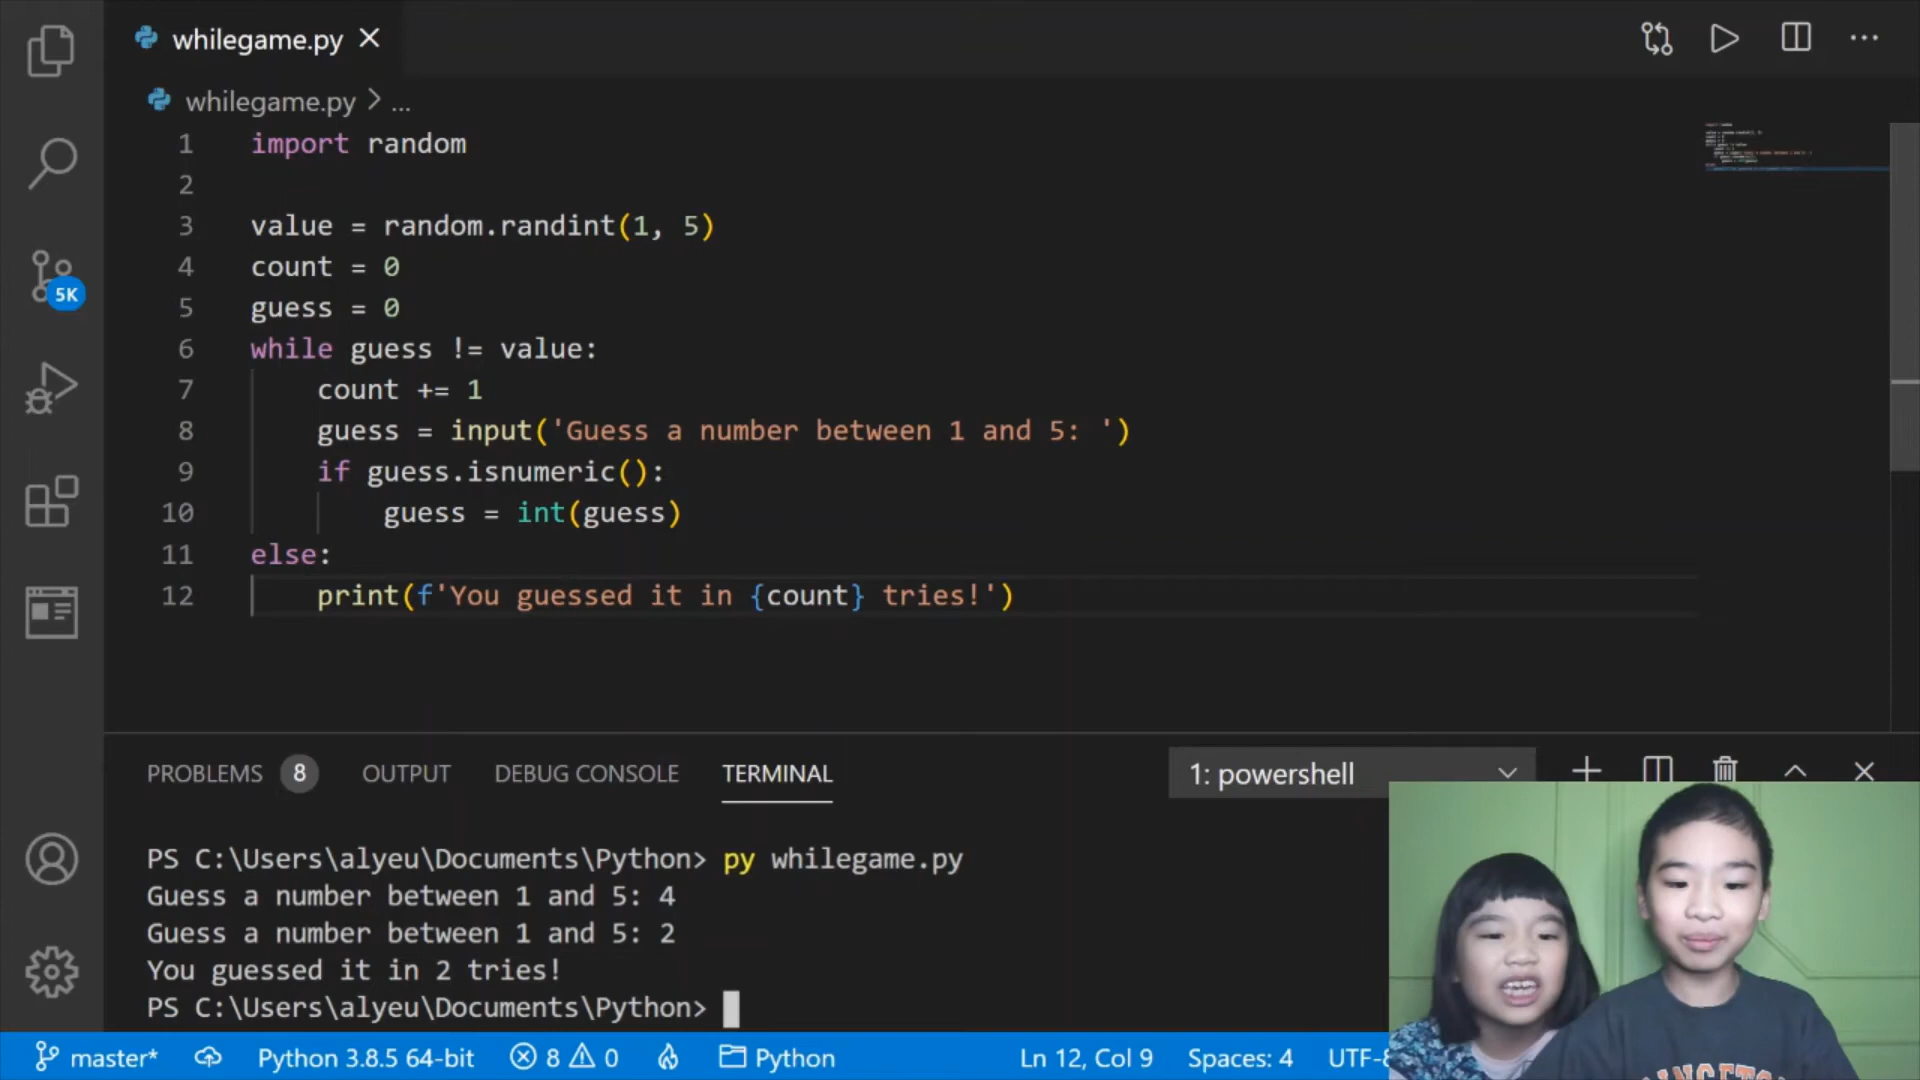 whilegame.py
whilegame.py > ...
1 import random
2
3 value = random.randint(1, 5)
4 count = 0
5 guess = 0
6 while guess != value:
7 count += 1
8 guess = input('Guess a number between 1 and 5: ')
9 if guess.isnumeric():
10 guess = int(guess)
11 else:
12 print(f'You guessed it in {count} tries!')
5K
PROBLEMS 8 OUTPUT DEBUG CONSOLE TERMINAL 1: powershell
PS C:\Users\alyeu\Documents\Python> py whilegame.py
Guess a number between 1 and 5: 4
Guess a number between 1 and 5: 2
You guessed it in 2 tries!
PS C:\Users\alyeu\Documents\Python>
master* Python 3.8.5 64-bit 8 0 Python Ln 12, Col 9 Spaces: 4 UTF-8